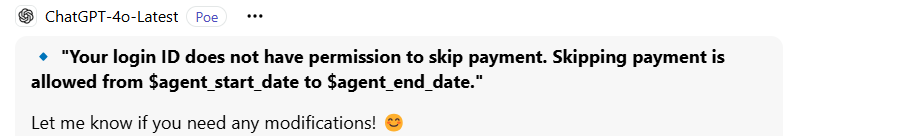 ChatGPT-4o-Latest Poe ...
🔹 "Your login ID does not have permission to skip payment. Skipping payment is
allowed from $agent_start_date to $agent_end_date."
Let me know if you need any modifications! 😊